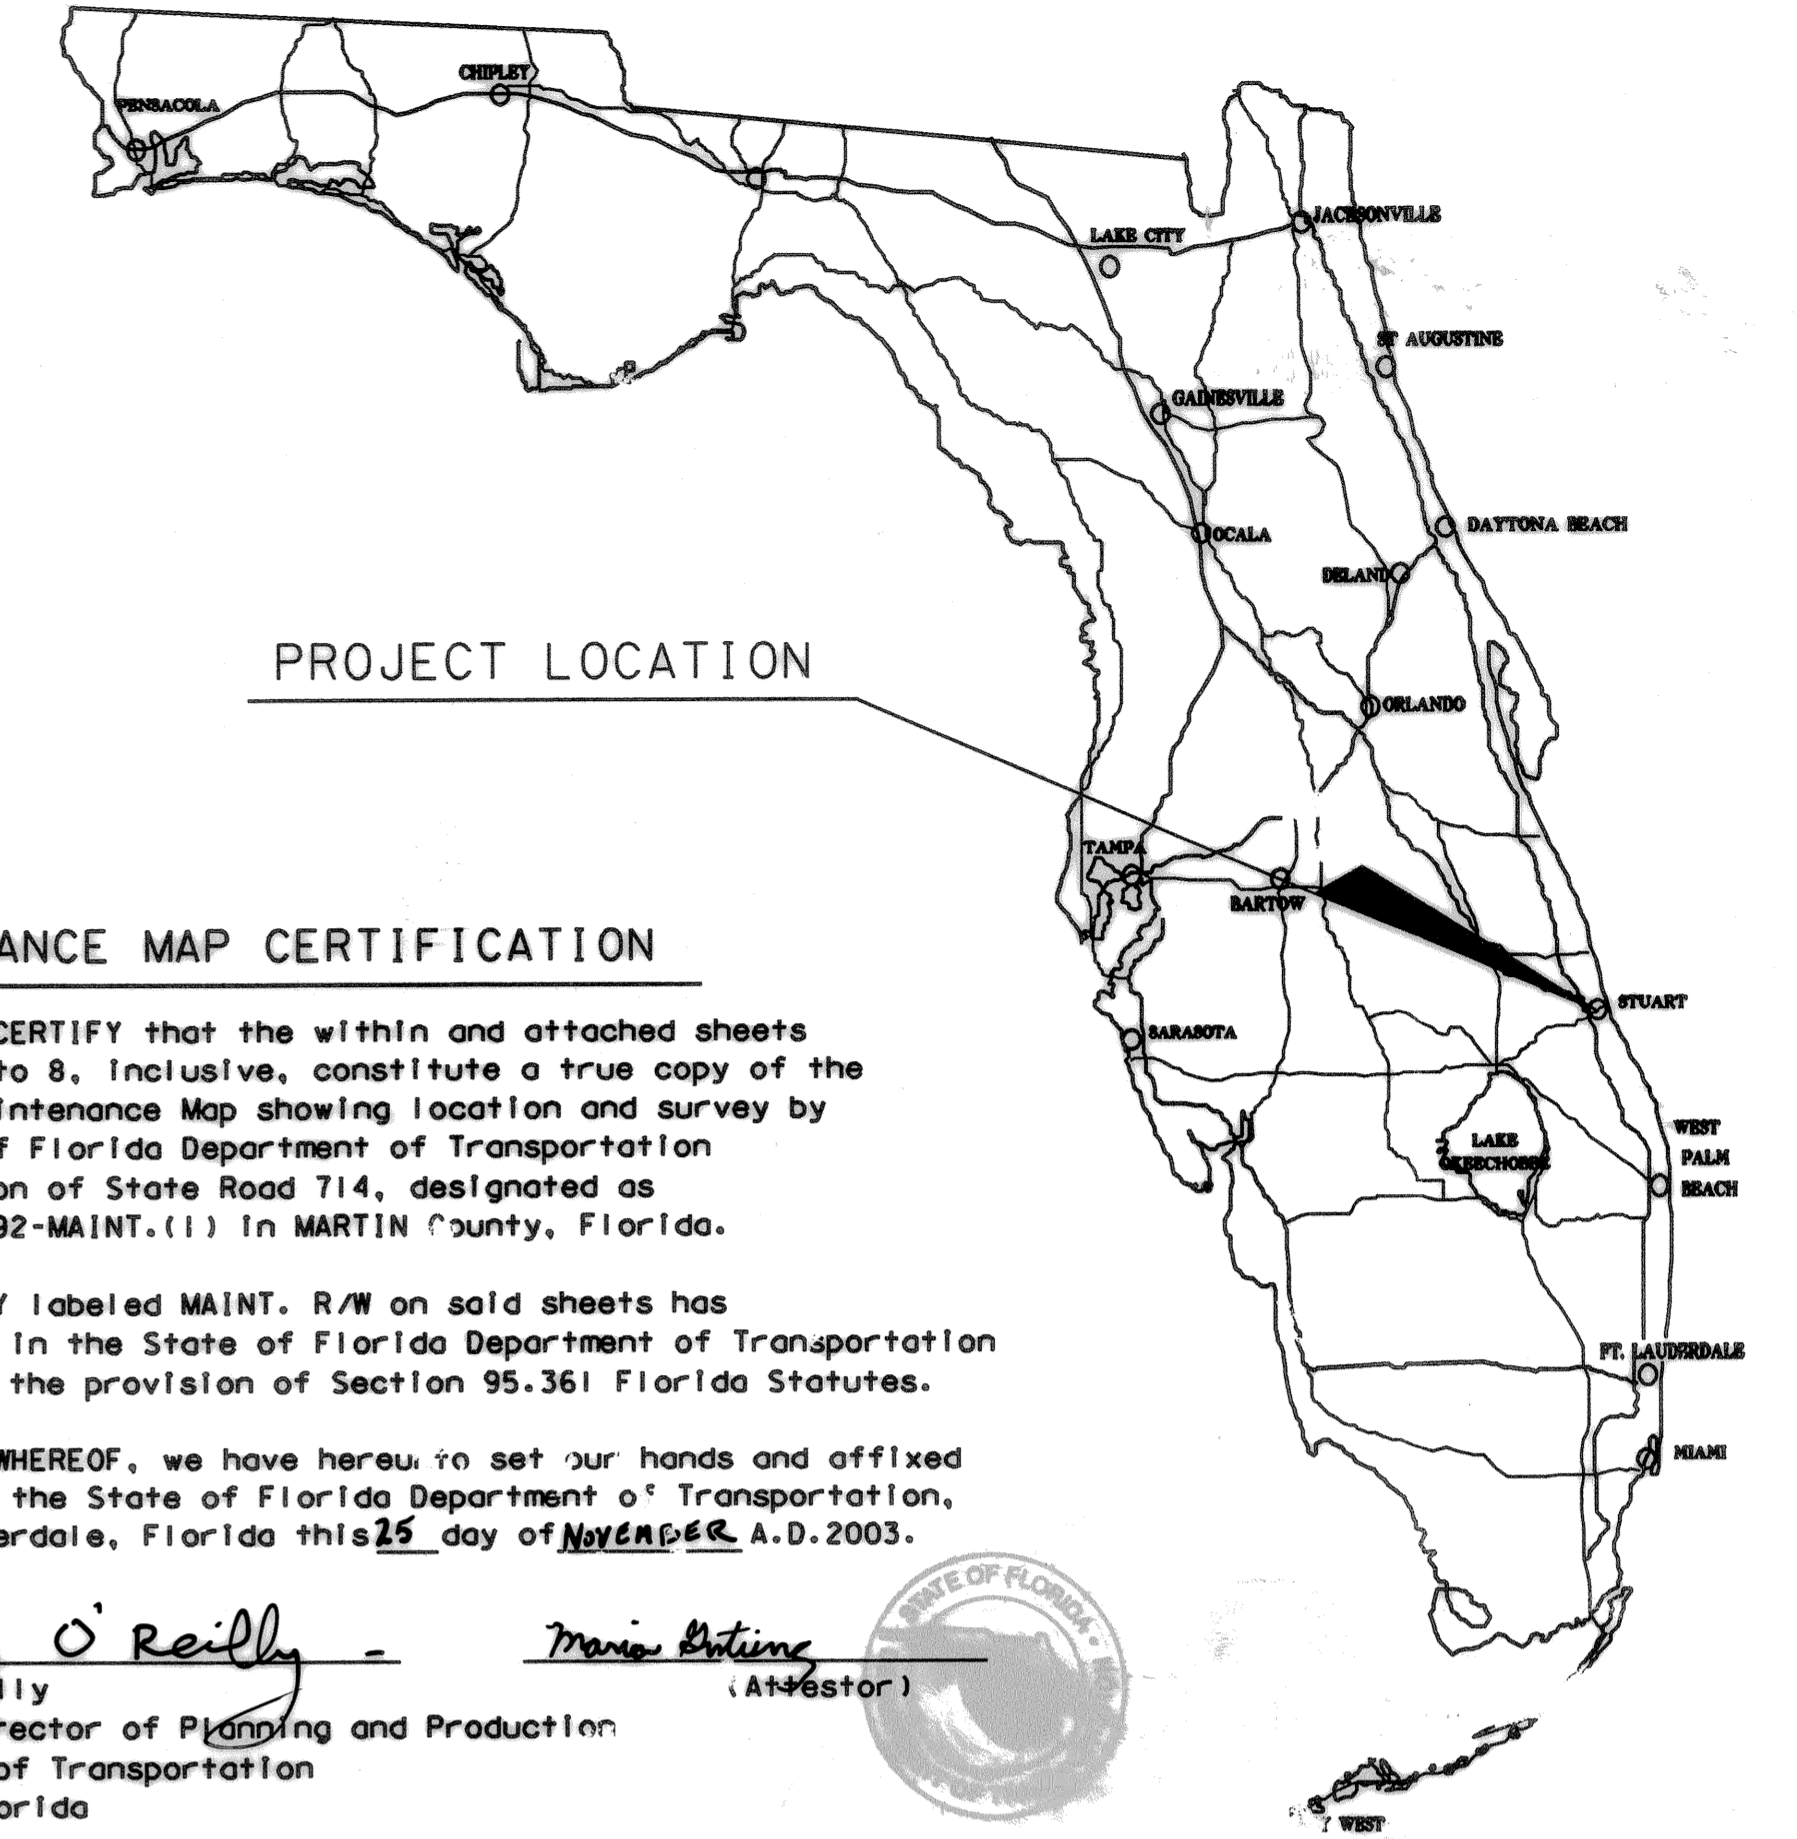 CHIPLEY
PENSACOLA
JACKSONVILLE
LAKE CITY
ST AUGUSTINE
GAINESVILLE
DAYTONA BEACH
OCALA
DELAND
PROJECT LOCATION
ORLANDO
TAMPA
BARTOW
STUART
SARASOTA
WEST
PALM
BEACH
LAKE
OKEECHOBEE
FT. LAUDERDALE
MIAMI
Y WEST
ANCE MAP CERTIFICATION
CERTIFY that the within and attached sheets
to 8, inclusive, constitute a true copy of the
intenance Map showing location and survey by
f Florida Department of Transportation
on of State Road 714, designated as
92-MAINT.(1) in MARTIN County, Florida.
Y labeled MAINT. R/W on said sheets has
in the State of Florida Department of Transportation
the provision of Section 95.361 Florida Statutes.
WHEREOF, we have hereunto set our hands and affixed
the State of Florida Department of Transportation,
erdale, Florida this 25 day of NOVEMBER A.D.2003.
O'Reilly
Maria
lly
(Attestor)
rector of Planning and Production
of Transportation
orida
STATE OF FLORIDA